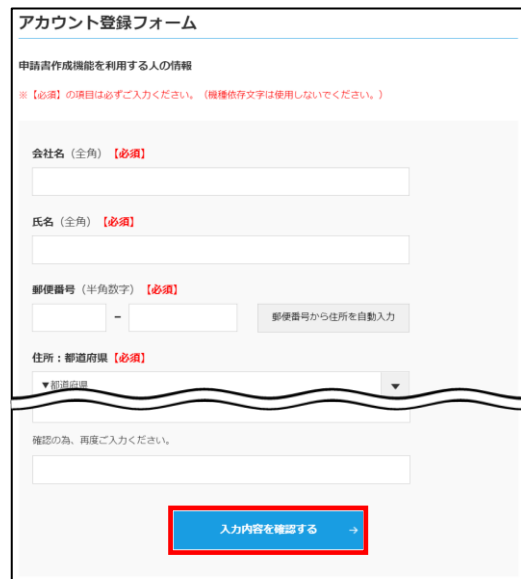 アカウント登録フォーム
申請書作成機能を利用する人の情報
※【必須】の項目は必ずご入力ください。(機種依存文字は使用しないでください。)
会社名(全角)【必須】
氏名(全角)【必須】
郵便番号(半角数字)【必須】
－ 郵便番号から住所を自動入力
住所：都道府県【必須】
▼都道府県 ▼
確認の為、再度ご入力ください。
入力内容を確認する →